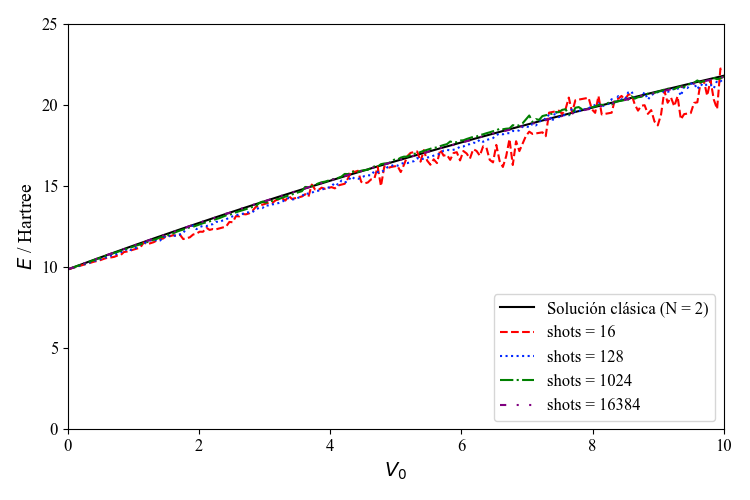 25
20
15
10
5
0
E / Hartree
0 2 4 6 8 10
V₀
Solución clásica (N = 2)
shots = 16
shots = 128
shots = 1024
shots = 16384